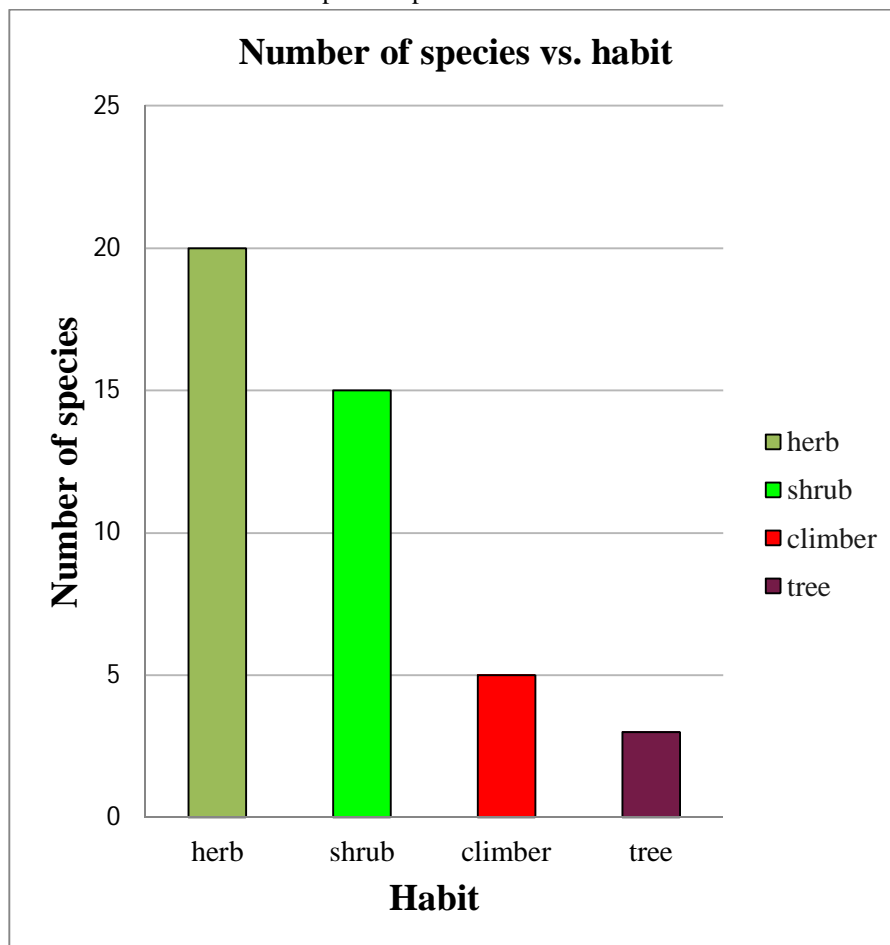 Number of species vs. habit
25
20
15
10
5
0
Number of species
herb
shrub
climber
tree
herb shrub climber tree
Habit